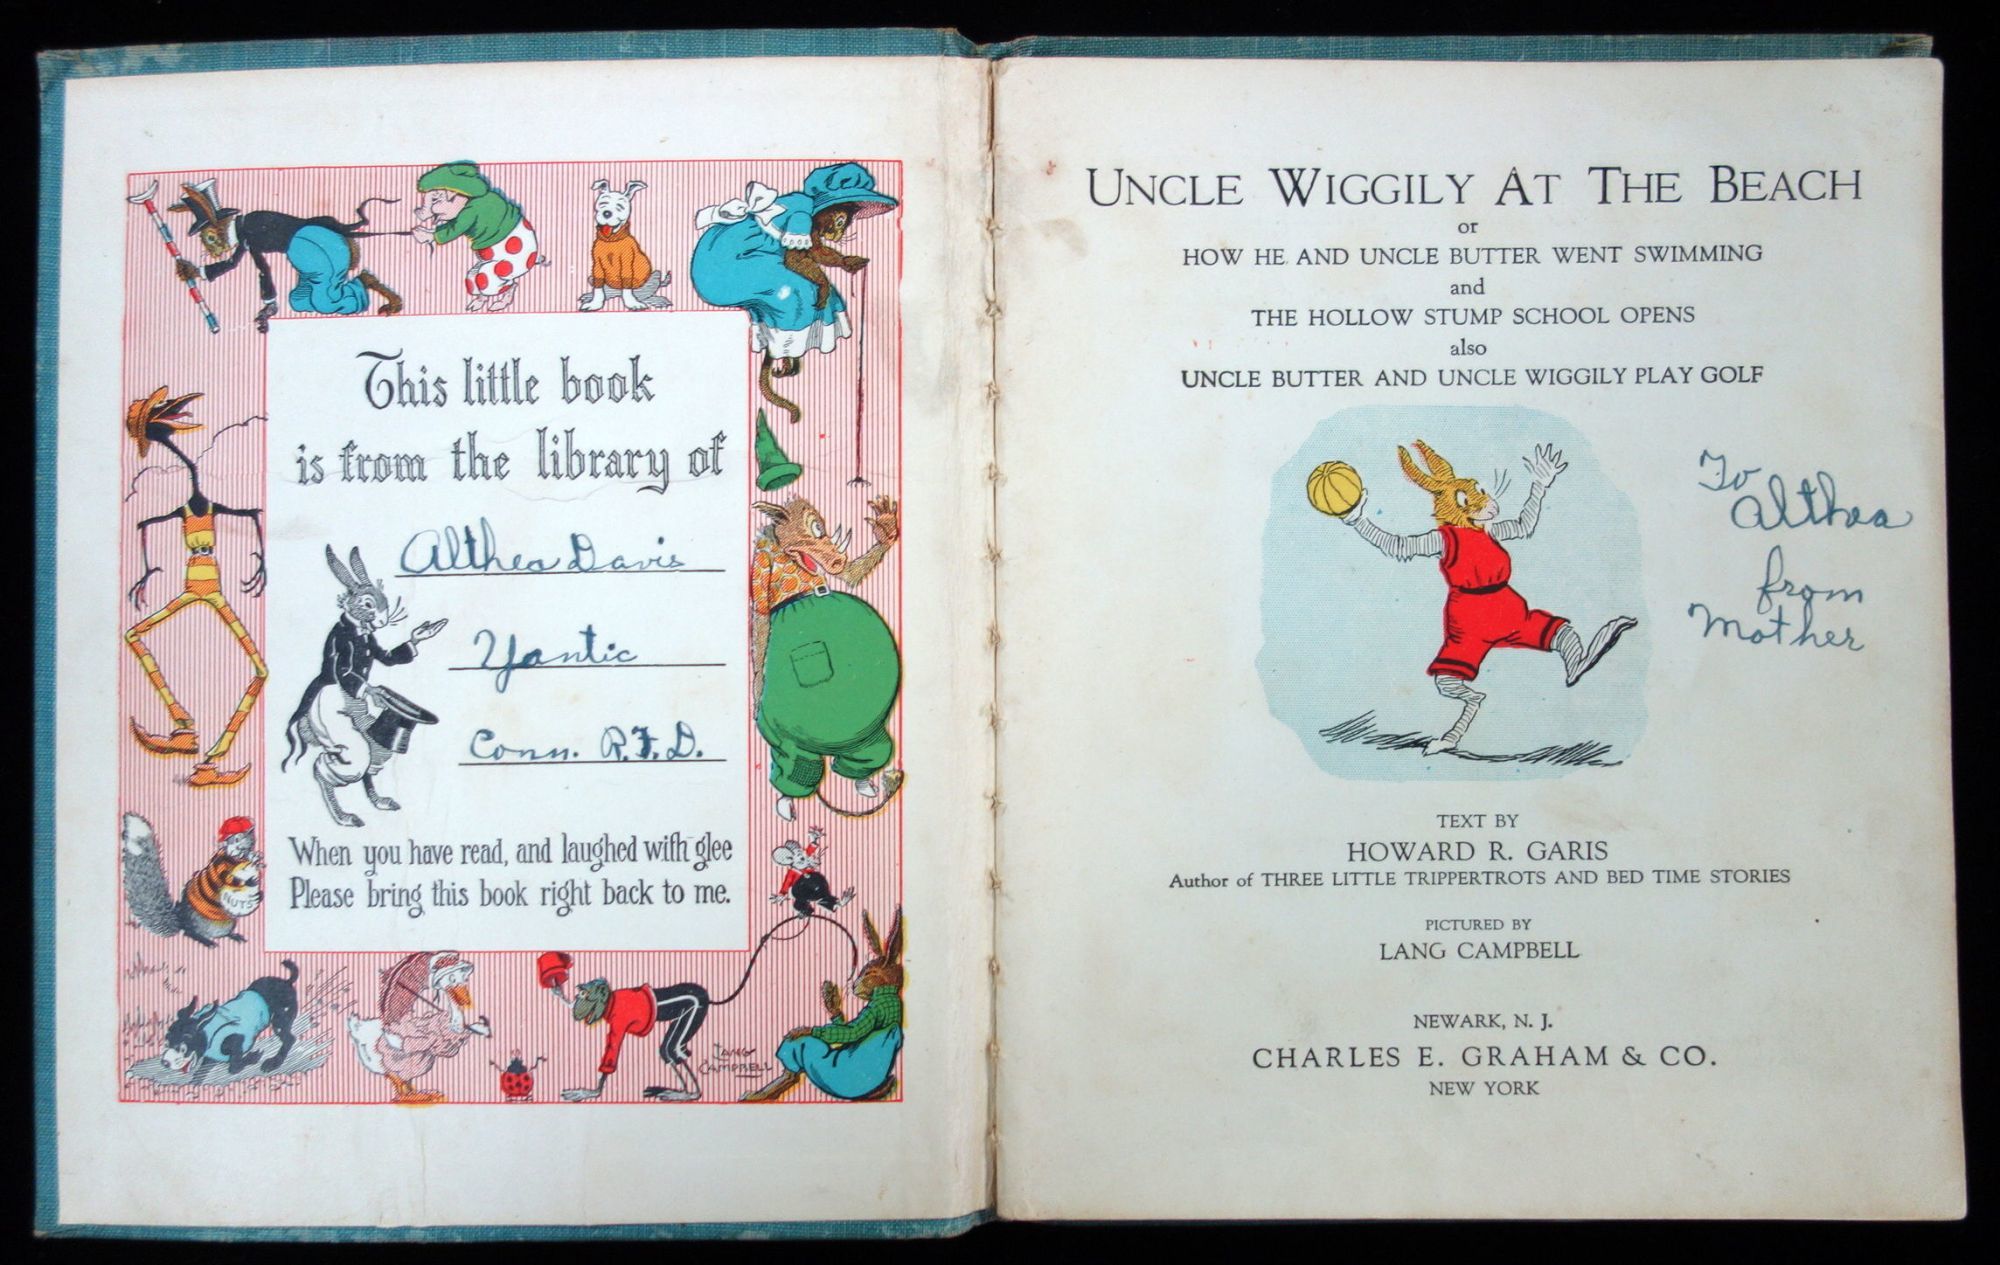 This little book
is from the library of
Althea Davis
Yantic
Conn. R.F.D.
When you have read, and laughed with glee
Please bring this book right back to me.
NUTS
LANG
CAMPBELL
UNCLE WIGGILY AT THE BEACH
or
HOW HE AND UNCLE BUTTER WENT SWIMMING
and
THE HOLLOW STUMP SCHOOL OPENS
also
UNCLE BUTTER AND UNCLE WIGGILY PLAY GOLF
To
Althea
from
Mother
TEXT BY
HOWARD R. GARIS
Author of THREE LITTLE TRIPPERTROTS AND BED TIME STORIES
PICTURED BY
LANG CAMPBELL
NEWARK, N. J.
CHARLES E. GRAHAM & CO.
NEW YORK